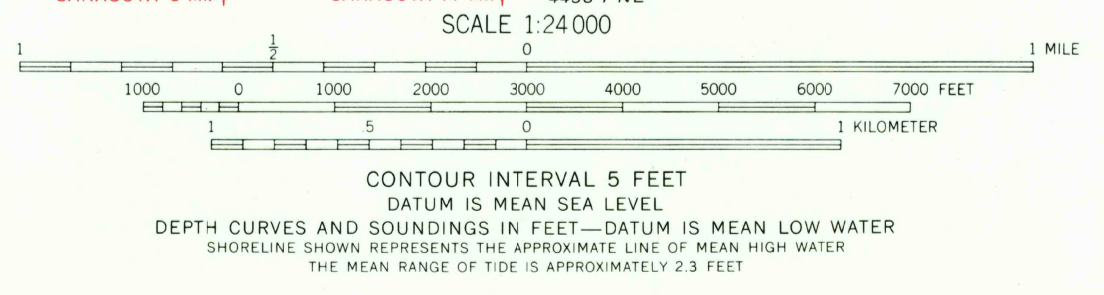 SCALE 1:24 000
1 ½ 0 1 MILE
1000 0 1000 2000 3000 4000 5000 6000 7000 FEET
1 .5 0 1 KILOMETER
CONTOUR INTERVAL 5 FEET
DATUM IS MEAN SEA LEVEL
DEPTH CURVES AND SOUNDINGS IN FEET—DATUM IS MEAN LOW WATER
SHORELINE SHOWN REPRESENTS THE APPROXIMATE LINE OF MEAN HIGH WATER
THE MEAN RANGE OF TIDE IS APPROXIMATELY 2.3 FEET